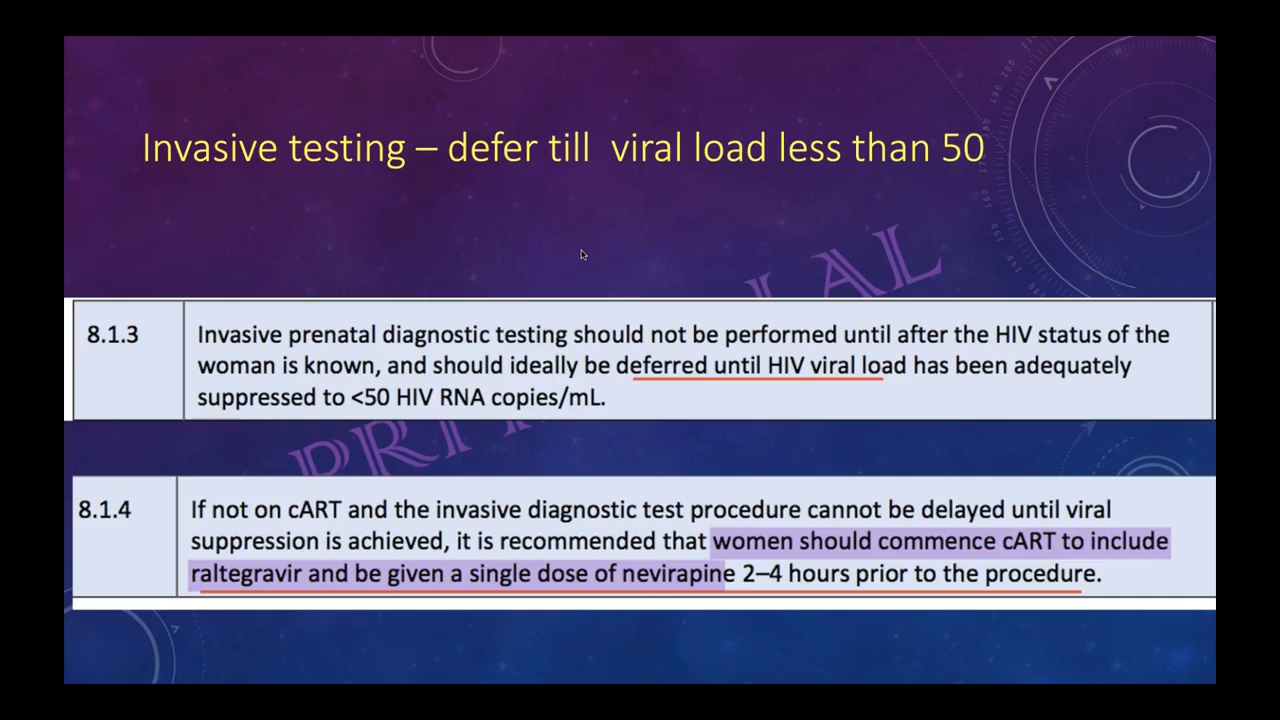 Invasive testing – defer till viral load less than 50
8.1.3
Invasive prenatal diagnostic testing should not be performed until after the HIV status of the
woman is known, and should ideally be deferred until HIV viral load has been adequately
suppressed to <50 HIV RNA copies/mL.
8.1.4
If not on cART and the invasive diagnostic test procedure cannot be delayed until viral
suppression is achieved, it is recommended that women should commence cART to include
raltegravir and be given a single dose of nevirapine 2–4 hours prior to the procedure.